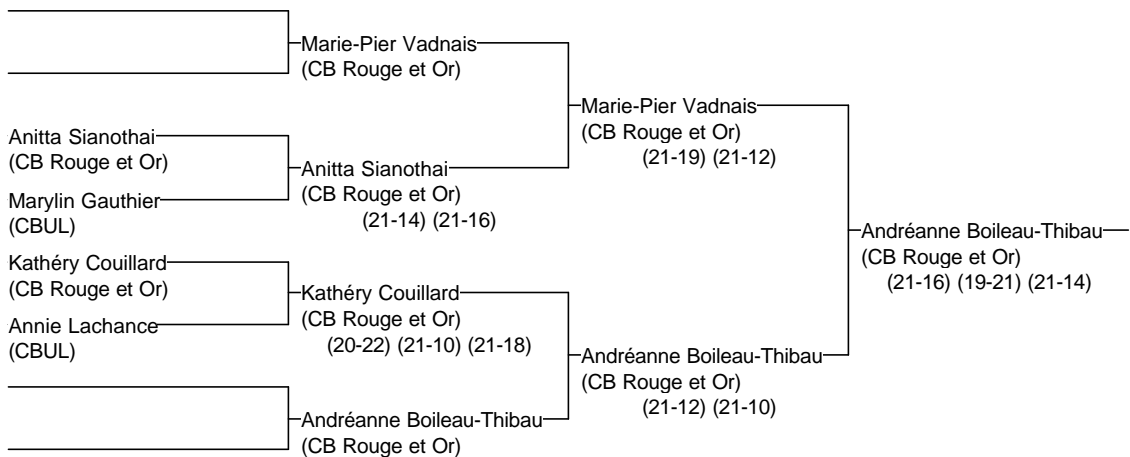 Marie-Pier Vadnais
(CB Rouge et Or)
Anitta Sianothai
(CB Rouge et Or)
Marylin Gauthier
(CBUL)
Anitta Sianothai
(CB Rouge et Or)
(21-14) (21-16)
Marie-Pier Vadnais
(CB Rouge et Or)
(21-19) (21-12)
Kathéry Couillard
(CB Rouge et Or)
Annie Lachance
(CBUL)
Kathéry Couillard
(CB Rouge et Or)
(20-22) (21-10) (21-18)
Andréanne Boileau-Thibau
(CB Rouge et Or)
Andréanne Boileau-Thibau
(CB Rouge et Or)
(21-12) (21-10)
Andréanne Boileau-Thibau
(CB Rouge et Or)
(21-16) (19-21) (21-14)